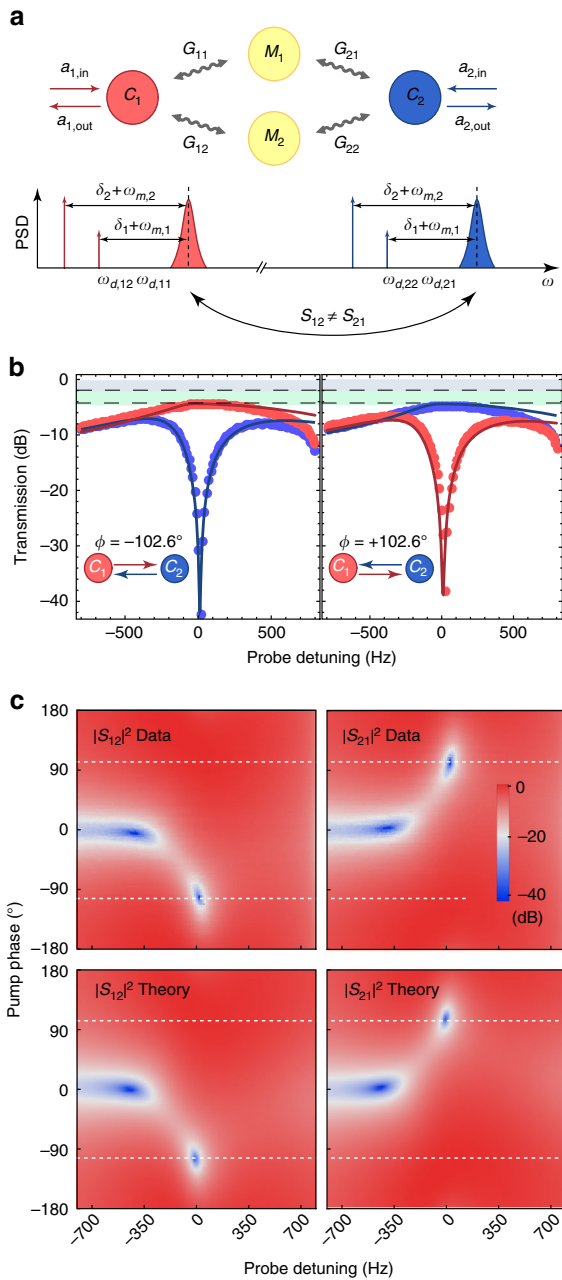 a
G11 M1 G21
a1,in C1 C2 a2,in
a1,out G12 M2 G22 a2,out
PSD
δ2+ωm,2 δ2+ωm,2
δ1+ωm,1 δ1+ωm,1
ωd,12 ωd,11 ωd,22 ωd,21 ω
S12 ≠ S21
b
Transmission (dB)
0
−10
−20
−30
−40
ϕ = −102.6°
C1 C2
ϕ = +102.6°
C1 C2
−500 0 500 −500 0 500
Probe detuning (Hz) Probe detuning (Hz)
c
Pump phase (°)
180
90
0
−90
−180
|S12|² Data |S21|² Data
0
−20
−40
(dB)
180
90
0
−90
−180
|S12|² Theory |S21|² Theory
−700 −350 0 350 700 −700 −350 0 350 700
Probe detuning (Hz)